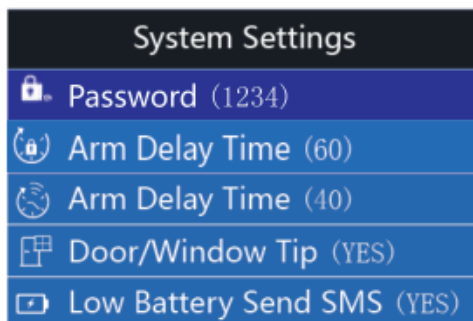 System Settings
Password (1234)
Arm Delay Time (60)
Arm Delay Time (40)
Door/Window Tip (YES)
Low Battery Send SMS (YES)